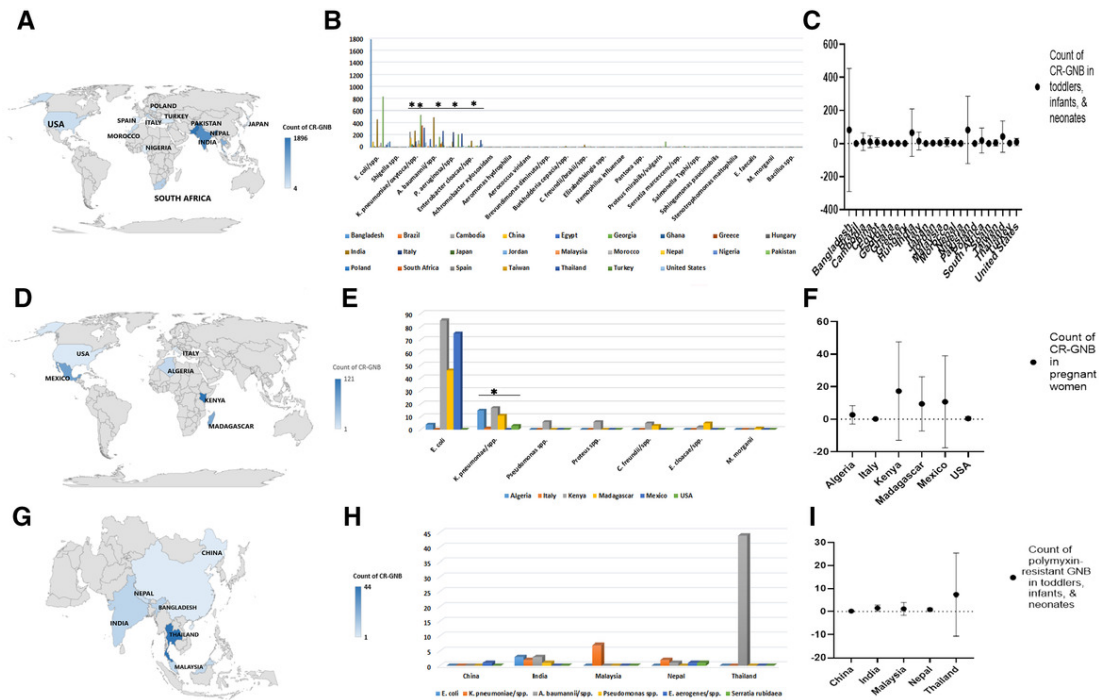 A
POLAND
SPAIN
ITALY
TURKEY
USA
PAKISTAN
JAPAN
MOROCCO
NEPAL
INDIA
NIGERIA
SOUTH AFRICA
Count of CR-GNB
1896
4
B
1800
1600
1400
1200
1000
800
600
400
200
0
* * * * *
E. coli/spp.
Shigella spp.
K. pneumoniae/oxytoca/spp.
A. baumannii/spp.
P. aeruginosa/spp.
Enterobacter cloacae/spp.
Achromobacter xylosoxidans
Aeromonas hydrophilia
Aerococcus viridans
Brevundimonas diminuta/spp.
Burkholderia cepacia/spp.
C. freundii/braakii/spp.
Elizabethkingia spp.
Hemophilus influenzae
Pantoea spp.
Proteus mirabilis/vulgaris
Serratia marcescens/spp.
Salmonella Typhi/spp.
Sphingomonas paucimobilis
Stenotrophomonas maltophilia
E. faecalis
M. morganii
Bacillus spp.
Bangladesh Brazil Cambodia China Egypt Georgia Ghana Greece Hungary
India Italy Japan Jordan Malaysia Morocco Nepal Nigeria Pakistan
Poland South Africa Spain Taiwan Thailand Turkey United States
C
600
400
200
0
-200
-400
Bangladesh
United States
Count of
CR-GNB in
toddlers,
infants, &
neonates
D
USA
ITALY
MEXICO
ALGERIA
KENYA
MADAGASCAR
Count of CR-GNB
121
1
E
90
80
70
60
50
40
30
20
10
0
*
E. coli
K. pneumoniae/spp.
Pseudomonas spp.
Proteus spp.
C. freundii/spp.
E. cloacae/spp.
M. morganii
Algeria Italy Kenya Madagascar Mexico USA
F
60
40
20
0
-20
Algeria
Italy
Kenya
Madagascar
Mexico
USA
Count of
CR-GNB
in
pregnant
women
G
CHINA
NEPAL
BANGLADESH
INDIA
THAILAND
MALAYSIA
Count of CR-GNB
44
1
H
45
40
35
30
25
20
15
10
5
0
China India Malaysia Nepal Thailand
E. coli K. pneumoniae/spp. A. baumannii/spp. Pseudomonas spp. E. aerogenes/spp. Serratia rubidaea
I
30
20
10
0
-10
-20
China
India
Malaysia
Nepal
Thailand
Count of
polymyxin-
resistant GNB
in toddlers,
infants, &
neonates